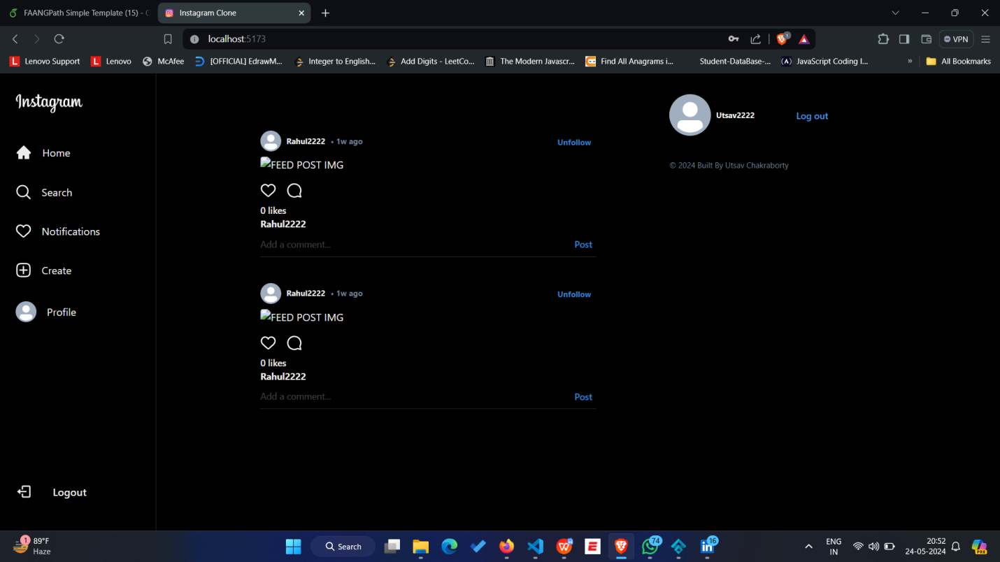 FAANGPath Simple Template (15) - O
Instagram Clone
localhost:5173
1
VPN
Lenovo Support
Lenovo
McAfee
[OFFICIAL] EdrawM...
Integer to English...
Add Digits - LeetCo...
The Modern Javascr...
Find All Anagrams i...
Student-DataBase-...
JavaScript Coding I...
»
All Bookmarks
Instagram
Home
Search
Notifications
Create
Profile
Logout
Rahul2222 • 1w ago
Unfollow
FEED POST IMG
0 likes
Rahul2222
Add a comment...
Post
Rahul2222 • 1w ago
Unfollow
FEED POST IMG
0 likes
Rahul2222
Add a comment...
Post
Utsav2222
Log out
© 2024 Built By Utsav Chakraborty
1
89°F
Haze
Search
74
16
ENG
IN
20:52
24-05-2024
PRE